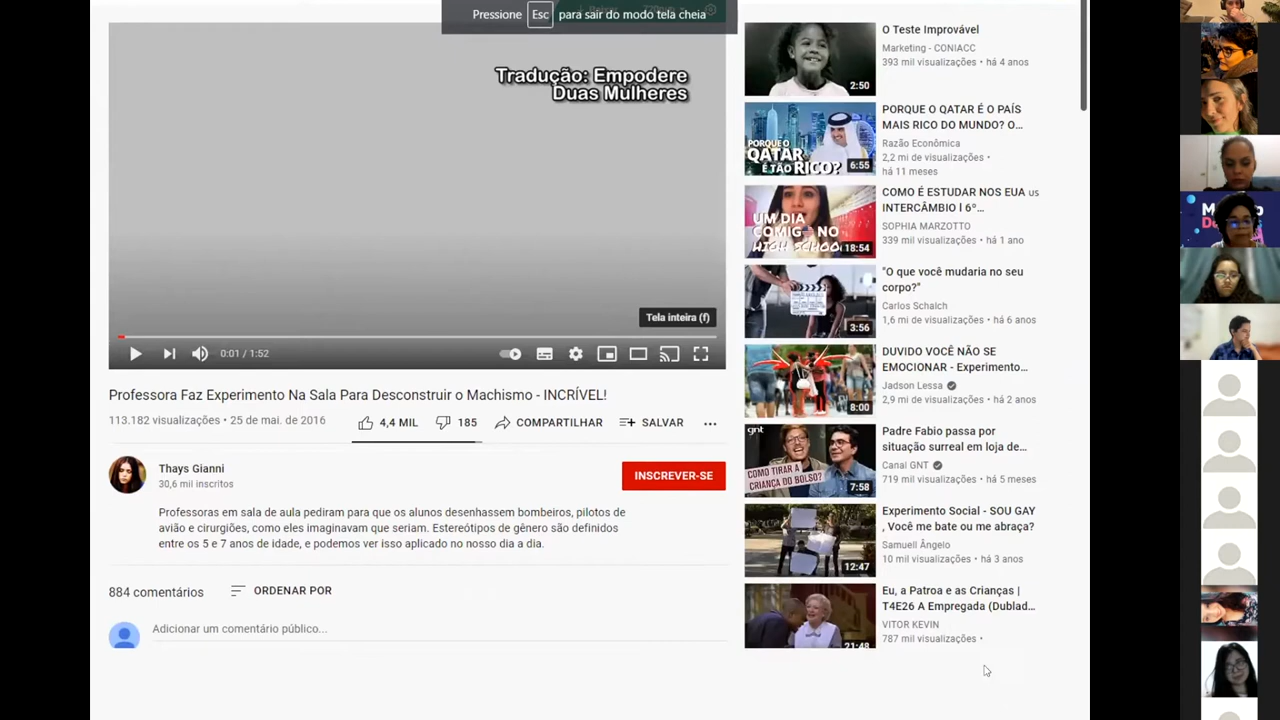 Pressione Esc para sair do modo tela cheia
Tradução: Empodere
Duas Mulheres
Tela inteira (f)
0:01 / 1:52
Professora Faz Experimento Na Sala Para Desconstruir o Machismo - INCRÍVEL!
113.182 visualizações • 25 de mai. de 2016
4,4 MIL
185
COMPARTILHAR
SALVAR
Thays Gianni
30,6 mil inscritos
INSCREVER-SE
Professoras em sala de aula pediram para que os alunos desenhassem bombeiros, pilotos de
avião e cirurgiões, como eles imaginavam que seriam. Estereótipos de gênero são definidos
entre os 5 e 7 anos de idade, e podemos ver isso aplicado no nosso dia a dia.
884 comentários
ORDENAR POR
Adicionar um comentário público...
2:50
O Teste Improvável
Marketing - CONIACC
393 mil visualizações • há 4 anos
PORQUE O
QATAR
É TÃO RICO?
6:55
PORQUE O QATAR É O PAÍS
MAIS RICO DO MUNDO? O...
Razão Econômica
2,2 mi de visualizações •
há 11 meses
UM DIA
COMIGO NO
HIGH SCHOO
18:54
COMO É ESTUDAR NOS EUA us
INTERCÂMBIO l 6º...
SOPHIA MARZOTTO
339 mil visualizações • há 1 ano
3:56
"O que você mudaria no seu
corpo?"
Carlos Schalch
1,6 mi de visualizações • há 6 anos
8:00
DUVIDO VOCÊ NÃO SE
EMOCIONAR - Experimento...
Jadson Lessa
2,9 mi de visualizações • há 2 anos
gnt
COMO TIRAR A
CRIANÇA DO BOLSO?
7:58
Padre Fabio passa por
situação surreal em loja de...
Canal GNT
719 mil visualizações • há 5 meses
12:47
Experimento Social - SOU GAY
, Você me bate ou me abraça?
Samuell Ângelo
10 mil visualizações • há 3 anos
21:48
Eu, a Patroa e as Crianças |
T4E26 A Empregada (Dublad...
VITOR KEVIN
787 mil visualizações •